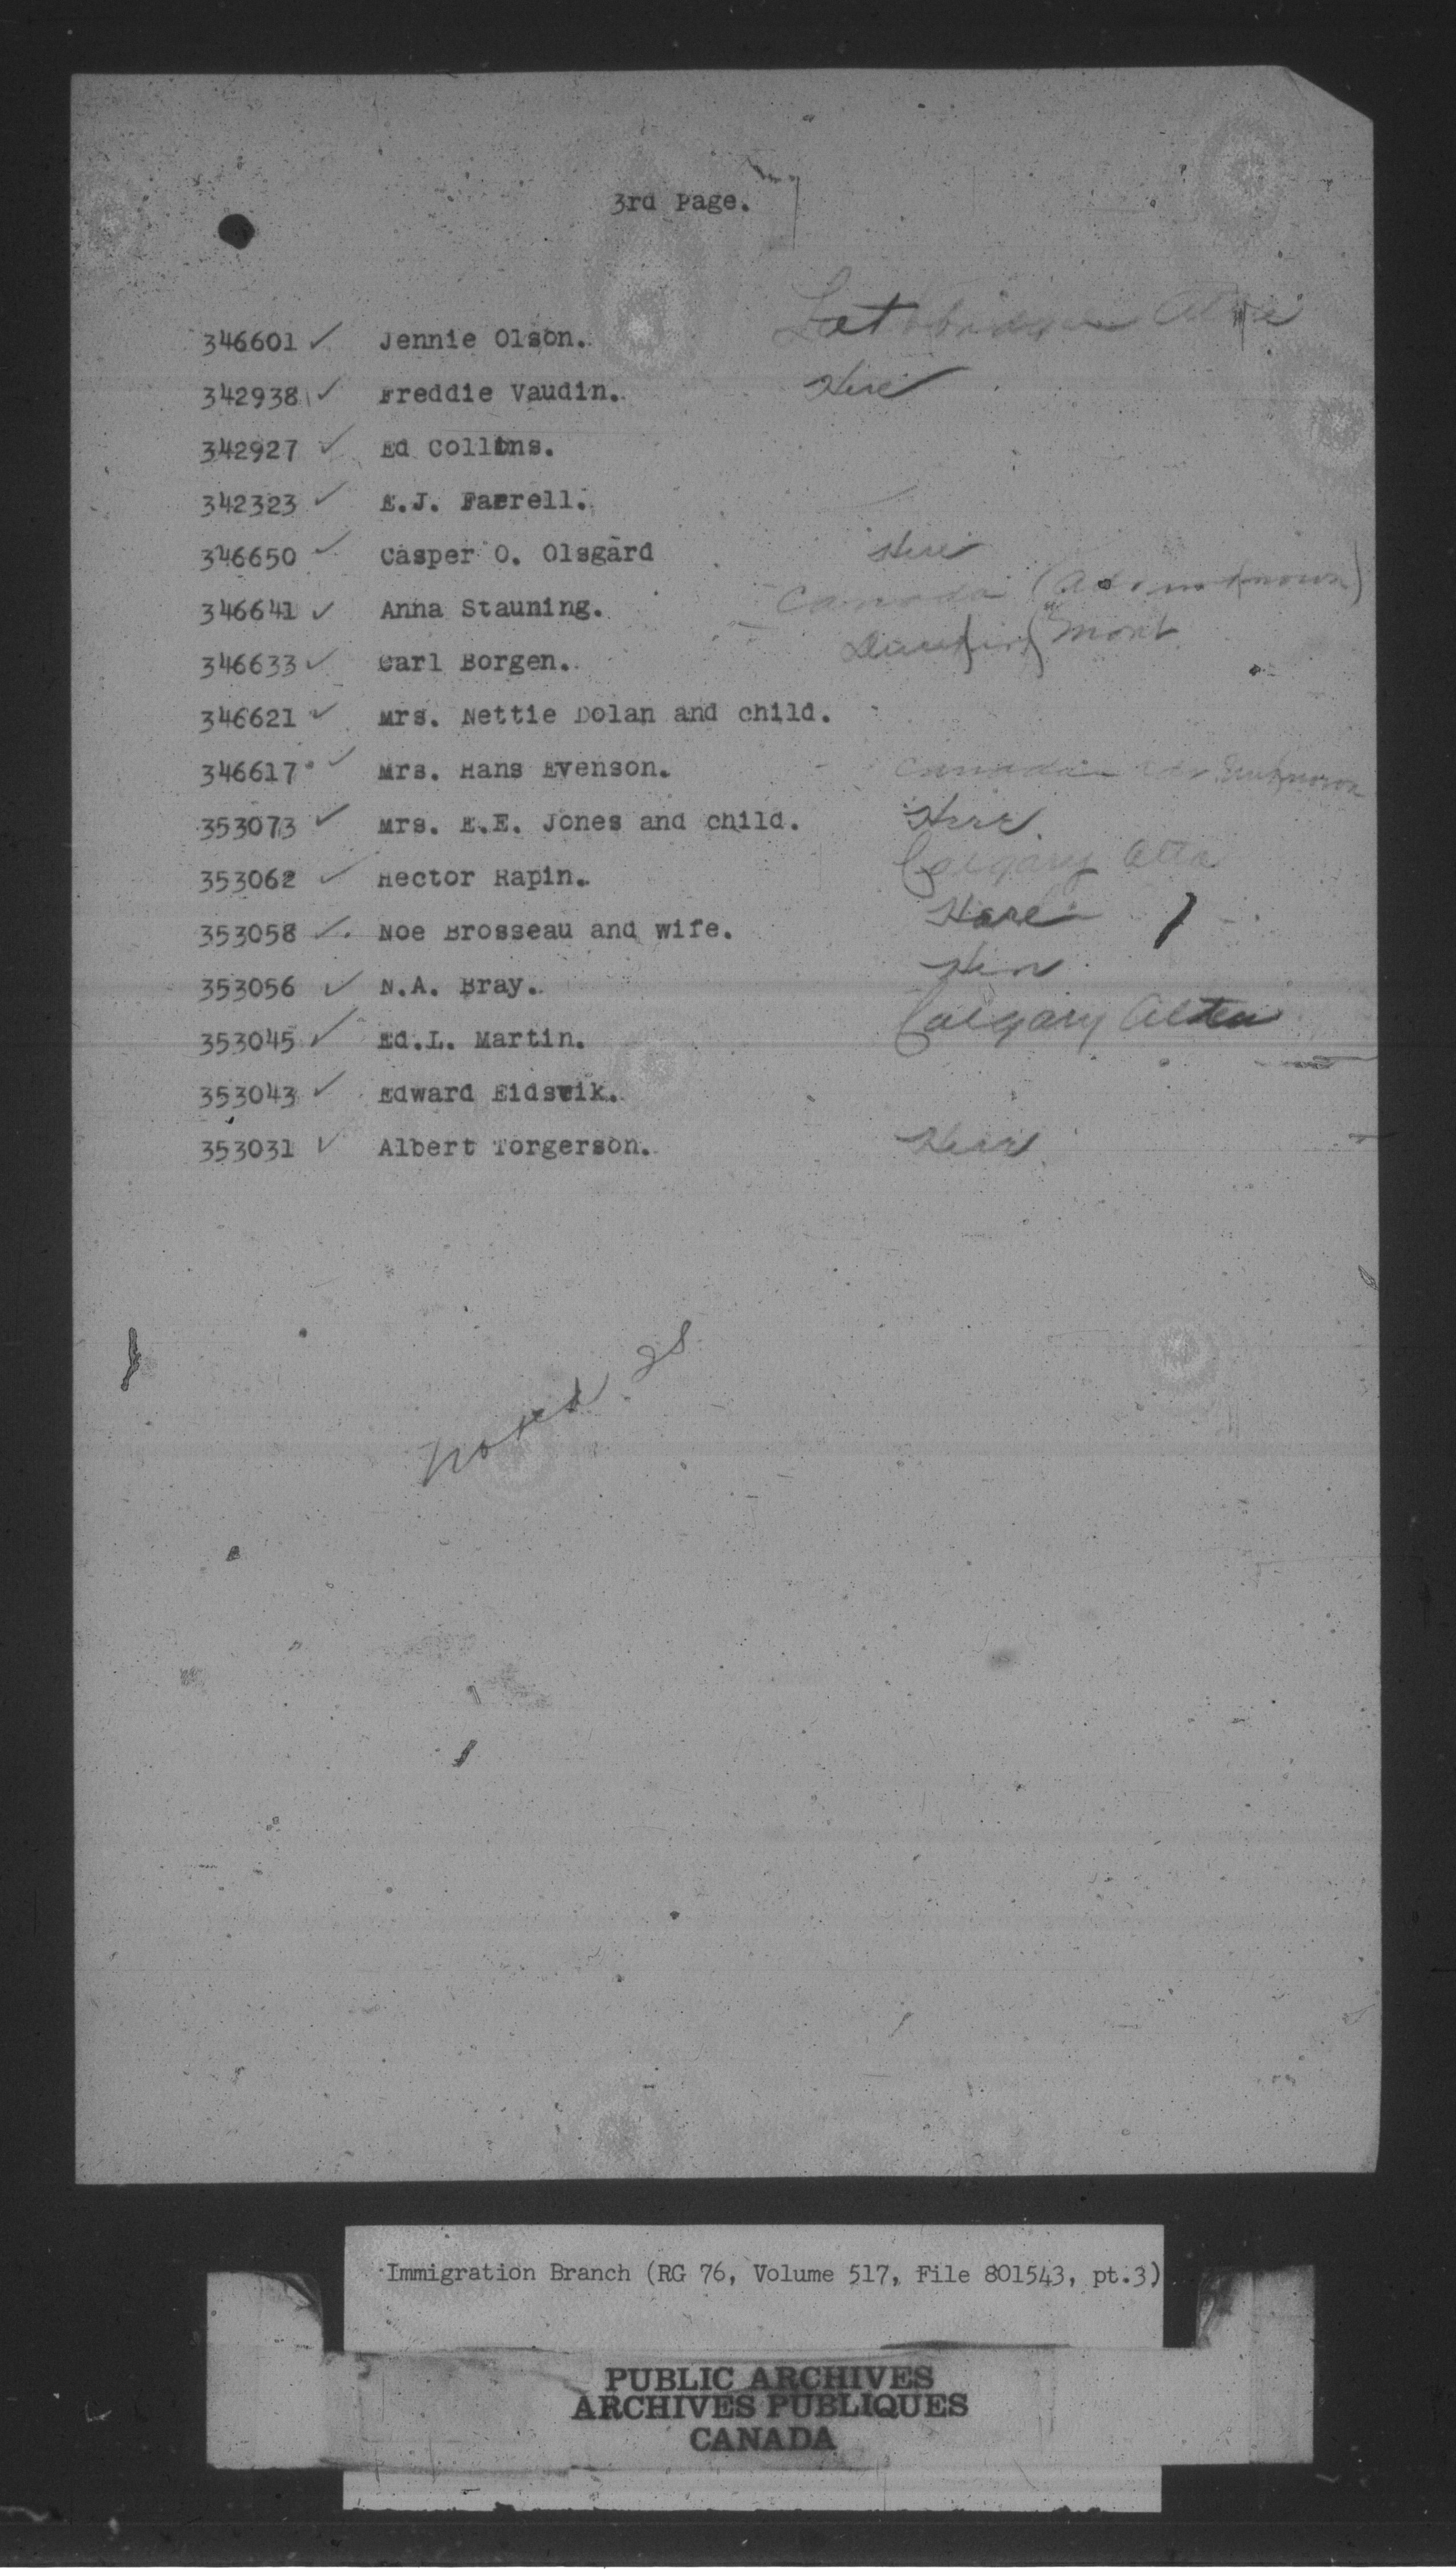 3rd Page.
346601 ✓ Jennie Olson. Lethbridge Alta
342938 ✓ Freddie Vaudin. Here
342927 ✓ Ed Collins.
342323 ✓ E.J. Farrell.
346650 ✓ Casper O. Olsgard Here
346641 ✓ Anna Stauning. Canada (Ads unknown)
346633 ✓ Carl Borgen. Mont
346621 ✓ Mrs. Nettie Dolan and child.
346617 ✓ Mrs. Hans Evenson. Canada Ads unknown
353073 ✓ Mrs. E.E. Jones and child. Here
353062 ✓ Hector Rapin. Calgary Alta
353058 ✓ Noe Brosseau and wife. Here
353056 ✓ N.A. Bray. Here
353045 ✓ Ed.L. Martin. Calgary Alta
353043 ✓ Edward Eidsvik.
353031 ✓ Albert Torgerson. Here
Noted
Immigration Branch (RG 76, Volume 517, File 801543, pt.3)
PUBLIC ARCHIVES
ARCHIVES PUBLIQUES
CANADA